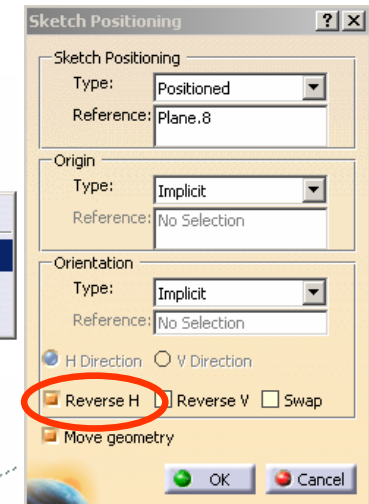 Sketch Positioning
Sketch Positioning
Type: Positioned
Reference: Plane.8
Origin
Type: Implicit
Reference: No Selection
Orientation
Type: Implicit
Reference: No Selection
H Direction V Direction
Reverse H Reverse V Swap
Move geometry
OK Cancel